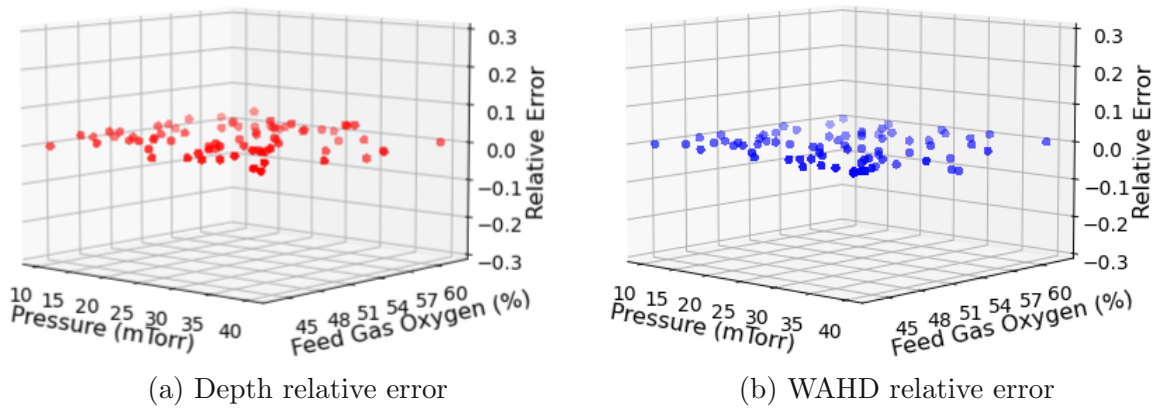 0.3
0.2
0.1
0.0
−0.1
−0.2
−0.3
Relative Error
10 15 20 25 30 35 40
Pressure (mTorr)
45 48 51 54 57 60
Feed Gas Oxygen (%)
(a) Depth relative error
0.3
0.2
0.1
0.0
−0.1
−0.2
−0.3
Relative Error
10 15 20 25 30 35 40
Pressure (mTorr)
45 48 51 54 57 60
Feed Gas Oxygen (%)
(b) WAHD relative error